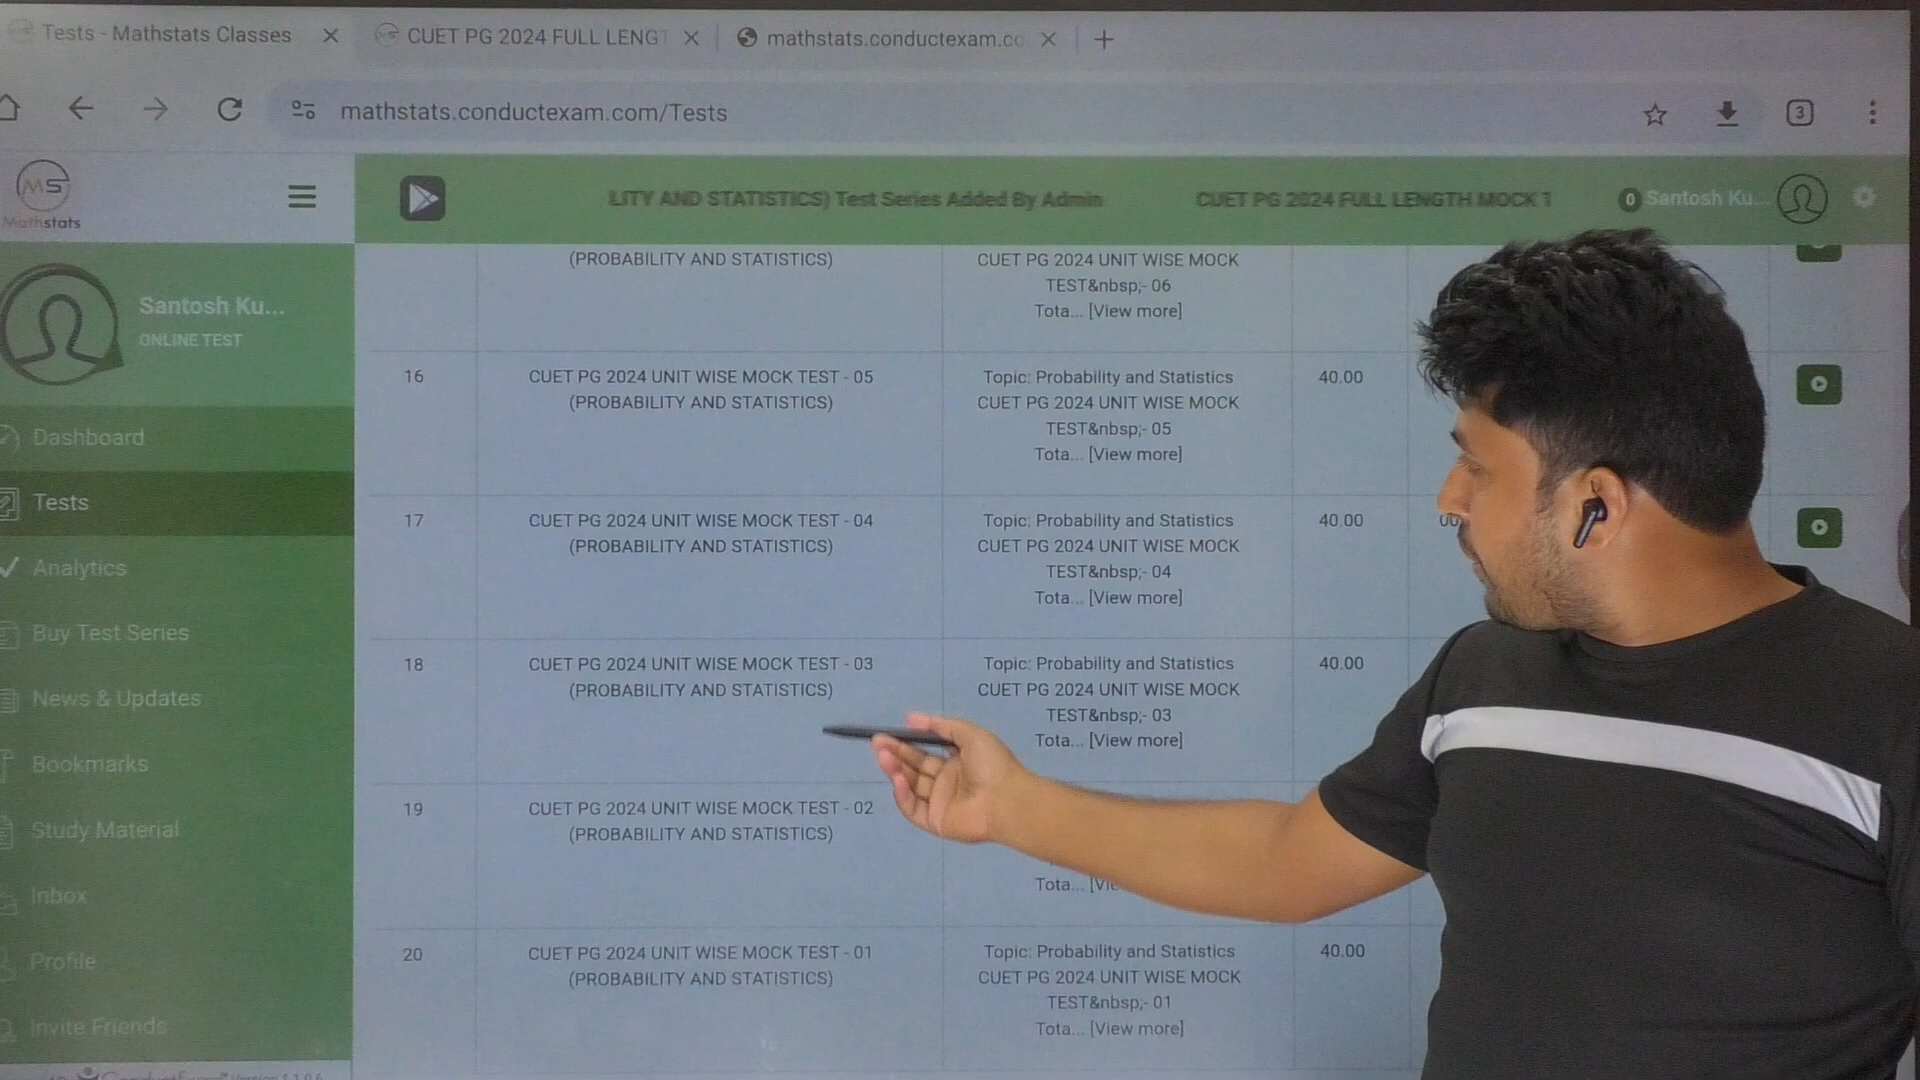 Tests - Mathstats Classes
CUET PG 2024 FULL LENGT
mathstats.conductexam.co
mathstats.conductexam.com/Tests
3
MS
Mathstats
LITY AND STATISTICS) Test Series Added By Admin
CUET PG 2024 FULL LENGTH MOCK 1
0 Santosh Ku...
Santosh Ku...
ONLINE TEST
Dashboard
Tests
Analytics
Buy Test Series
News & Updates
Bookmarks
Study Material
Inbox
Profile
Invite Friends
(PROBABILITY AND STATISTICS)
CUET PG 2024 UNIT WISE MOCK
TEST&nbsp;- 06
Tota... [View more]
16
CUET PG 2024 UNIT WISE MOCK TEST - 05
(PROBABILITY AND STATISTICS)
Topic: Probability and Statistics
CUET PG 2024 UNIT WISE MOCK
TEST&nbsp;- 05
Tota... [View more]
40.00
17
CUET PG 2024 UNIT WISE MOCK TEST - 04
(PROBABILITY AND STATISTICS)
Topic: Probability and Statistics
CUET PG 2024 UNIT WISE MOCK
TEST&nbsp;- 04
Tota... [View more]
40.00
18
CUET PG 2024 UNIT WISE MOCK TEST - 03
(PROBABILITY AND STATISTICS)
Topic: Probability and Statistics
CUET PG 2024 UNIT WISE MOCK
TEST&nbsp;- 03
Tota... [View more]
40.00
19
CUET PG 2024 UNIT WISE MOCK TEST - 02
(PROBABILITY AND STATISTICS)
Tota...
20
CUET PG 2024 UNIT WISE MOCK TEST - 01
(PROBABILITY AND STATISTICS)
Topic: Probability and Statistics
CUET PG 2024 UNIT WISE MOCK
TEST&nbsp;- 01
Tota... [View more]
40.00